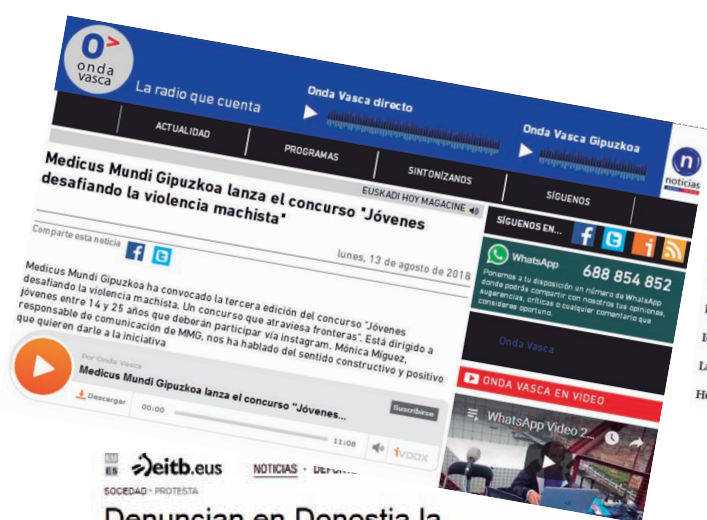 onda
vasca
La radio que cuenta
Onda Vasca directo
Onda Vasca Gipuzkoa
n
noticias
ACTUALIDAD
PROGRAMAS
SINTONÍZANOS
SÍGUENOS
EUSKADI HOY MAGACINE
Medicus Mundi Gipuzkoa lanza el concurso "Jóvenes
desafiando la violencia machista"
Comparte esta noticia
lunes, 13 de agosto de 2018
Medicus Mundi Gipuzkoa ha convocado la tercera edición del concurso "Jóvenes
desafiando la violencia machista. Un concurso que atraviesa fronteras". Está dirigido a
jóvenes entre 14 y 25 años que deberán participar vía instagram. Mónica Míguez,
responsable de comunicación de MMG, nos ha hablado del sentido constructivo y positivo
que quieren darle a la iniciativa
Por Onda Vasca
Medicus Mundi Gipuzkoa lanza el concurso "Jóvenes...
Suscribirse
Descargar
00:00
11:08
ivoox
SÍGUENOS EN...
WhatsApp
688 854 852
Ponemos a tu disposición un número de WhatsApp
donde podrás compartir con nosotros tus opiniones,
sugerencias, críticas o cualquier comentario que
consideres oportuno.
Onda Vasca
ONDA VASCA EN VIDEO
WhatsApp Video 2...
EU
ES
eitb.eus
NOTICIAS
SOCIEDAD · PROTESTA
Denuncian en Donostia la